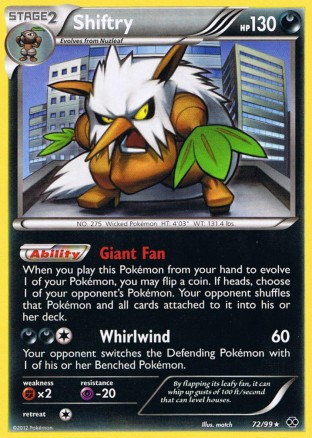 STAGE2
Shiftry
HP130
Evolves from Nuzleaf
NO. 275 Wicked Pokémon HT. 4'03" WT. 131.4 lbs.
Ability Giant Fan
When you play this Pokémon from your hand to evolve
1 of your Pokémon, you may flip a coin. If heads, choose
1 of your opponent's Pokémon. Your opponent shuffles
that Pokémon and all cards attached to it into his or
her deck.
Whirlwind 60
Your opponent switches the Defending Pokémon with
1 of his or her Benched Pokémon.
weakness
×2
resistance
-20
retreat
By flapping its leafy fan, it can
whip up gusts of 100 ft/second
that can level houses.
©2012 Pokémon
Illus. match
72/99